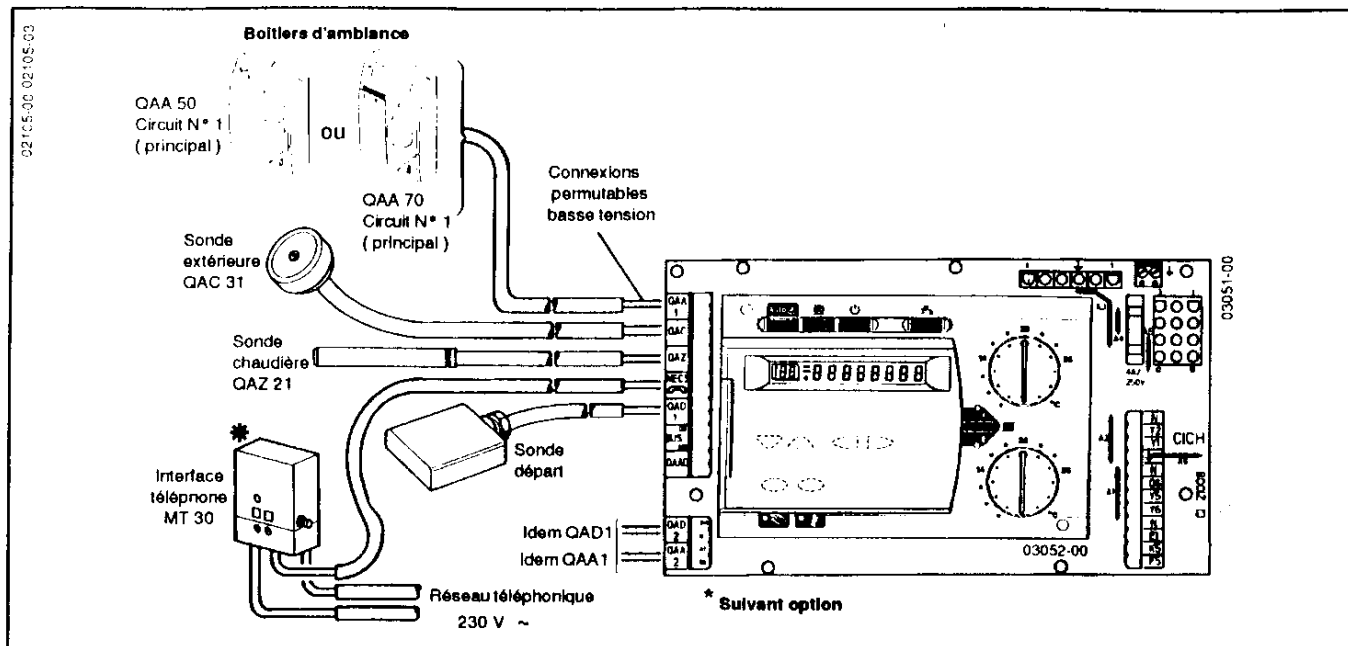 02105-00 02105-03
Boîtiers d'ambiance
QAA 50
Circuit N° 1
( principal )
ou
QAA 70
Circuit N° 1
( principal )
Connexions
permutables
basse tension
Sonde
extérieure
QAC 31
Sonde
chaudière
QAZ 21
*
Interface
téléphone
MT 30
Sonde
départ
Idem QAD1
Idem QAA1
Réseau téléphonique
230 V ~
* Suivant option
QAA
1
QAC
QAZ
QAD
1
BUS
QAD
2
QAA
2
03051-00
03052-00
CICH
250V
°C
°C
Y6